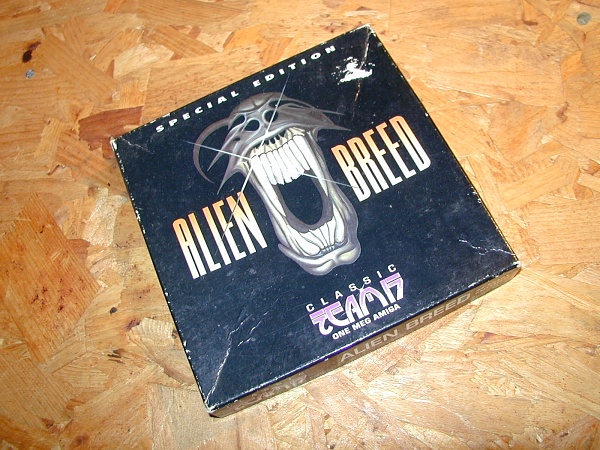 SPECIAL EDITION
ALIEN BREED
CLASSIC
TEAM 17
ONE MEG AMIGA
ALIEN BREED